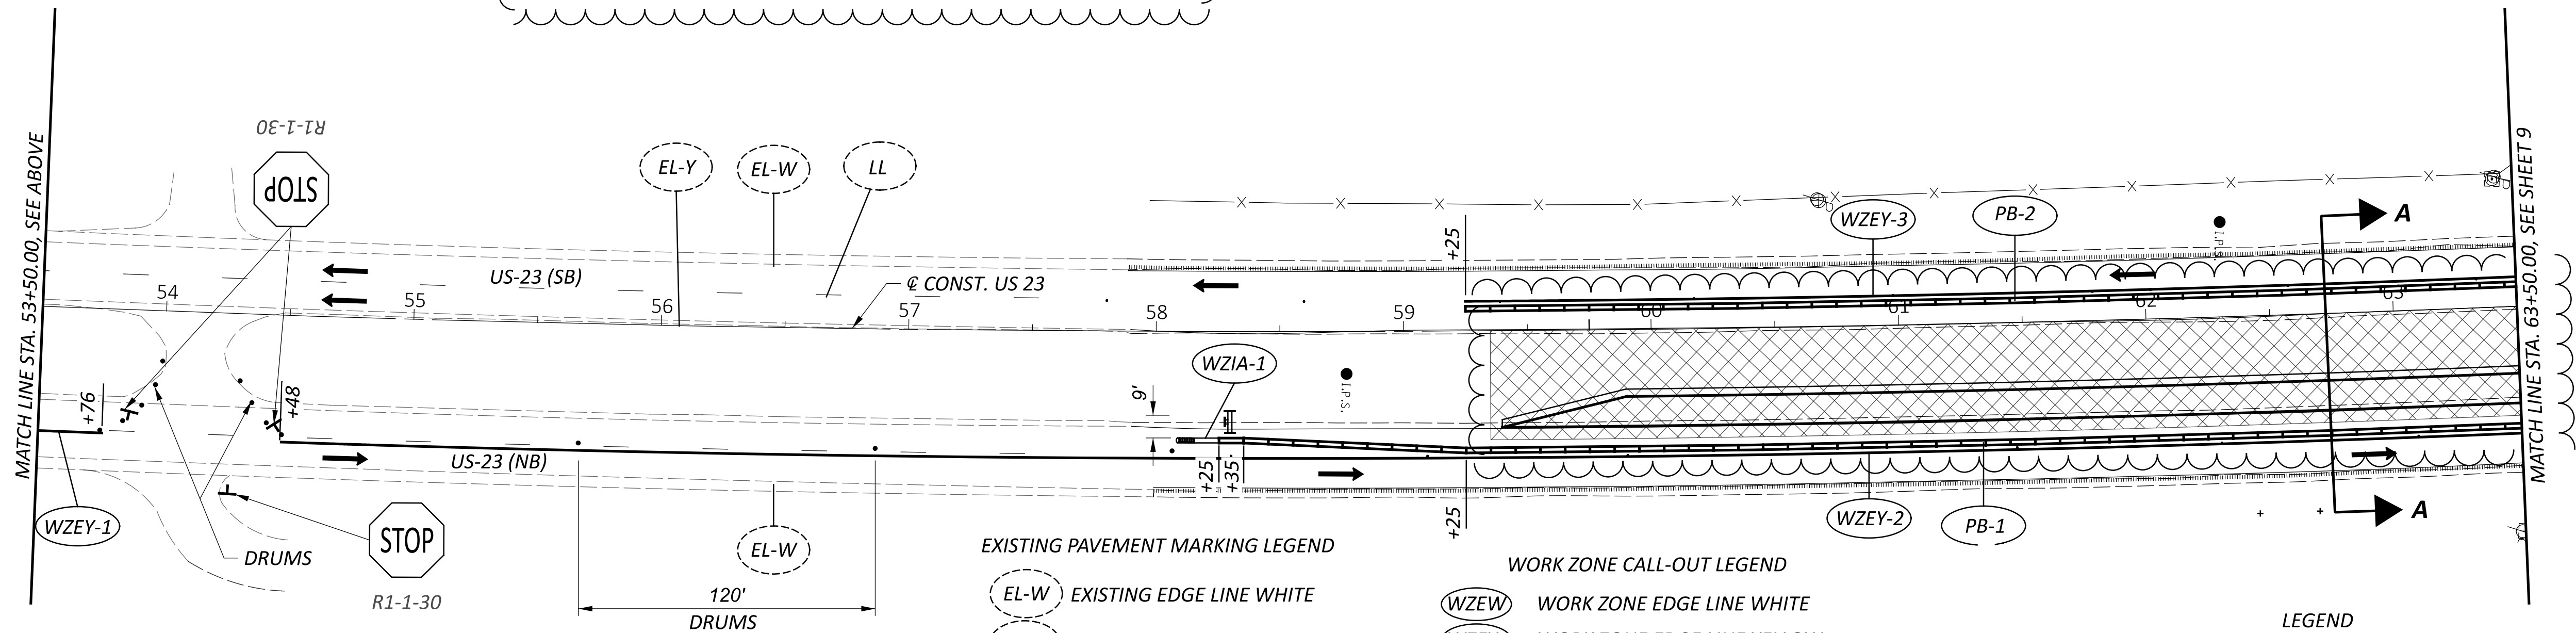 MATCH LINE STA. 53+50.00, SEE ABOVE
R1-1-30
STOP
EL-Y
EL-W
LL
US-23 (SB)
℄ CONST. US 23
54
55
56
57
58
59
60
61
62
63
+25
WZEY-3
PB-2
I.P.S.
A
MATCH LINE STA. 63+50.00, SEE SHEET 9
+76
+48
9'
WZIA-1
I.P.S.
+25
+35
US-23 (NB)
WZEY-1
DRUMS
STOP
R1-1-30
EL-W
120'
DRUMS
+25
WZEY-2
PB-1
A
EXISTING PAVEMENT MARKING LEGEND
EL-W EXISTING EDGE LINE WHITE
WORK ZONE CALL-OUT LEGEND
WZEW WORK ZONE EDGE LINE WHITE
LEGEND